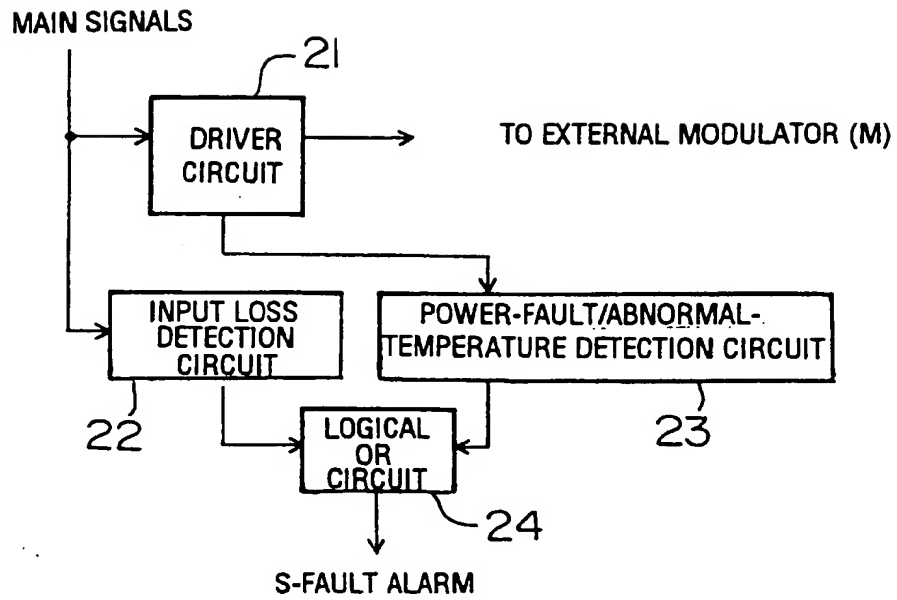 MAIN SIGNALS
21
DRIVER
CIRCUIT
TO EXTERNAL MODULATOR (M)
INPUT LOSS
DETECTION
CIRCUIT
POWER-FAULT/ABNORMAL-
TEMPERATURE DETECTION CIRCUIT
22
23
LOGICAL
OR
CIRCUIT
24
S-FAULT ALARM